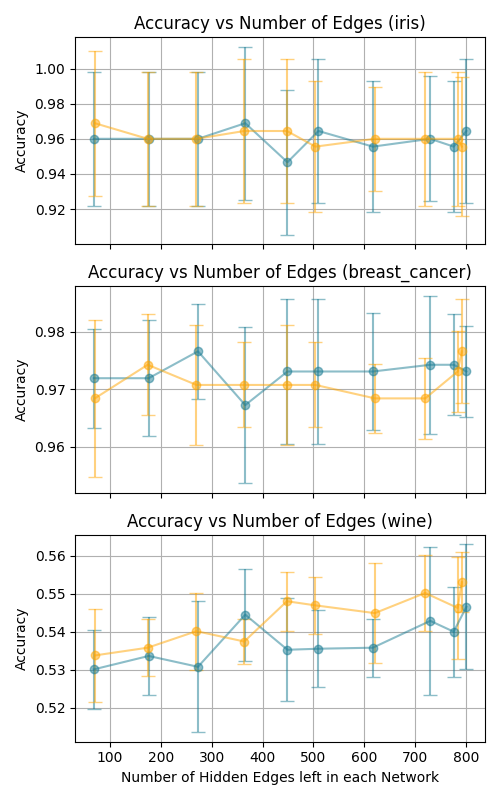 Accuracy vs Number of Edges (iris)
1.00
0.98
0.96
0.94
0.92
Accuracy
Accuracy vs Number of Edges (breast_cancer)
0.98
0.97
0.96
Accuracy
Accuracy vs Number of Edges (wine)
0.56
0.55
0.54
0.53
0.52
Accuracy
100 200 300 400 500 600 700 800
Number of Hidden Edges left in each Network